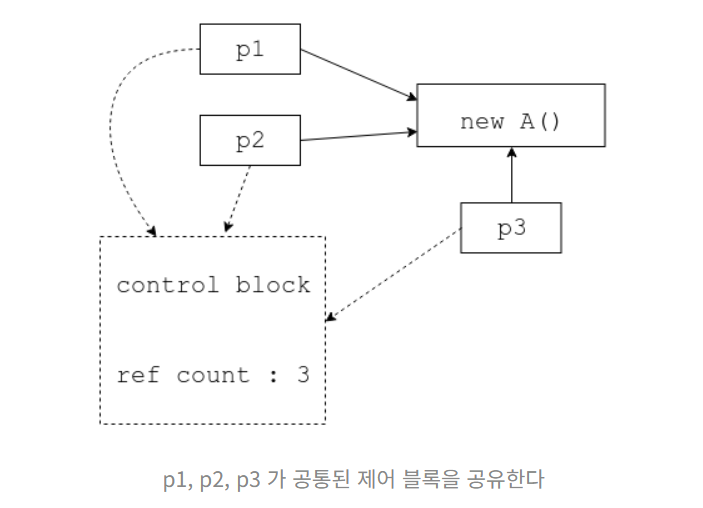 p1
p2
new A()
p3
control block
ref count : 3
p1, p2, p3 가 공통된 제어 블록을 공유한다